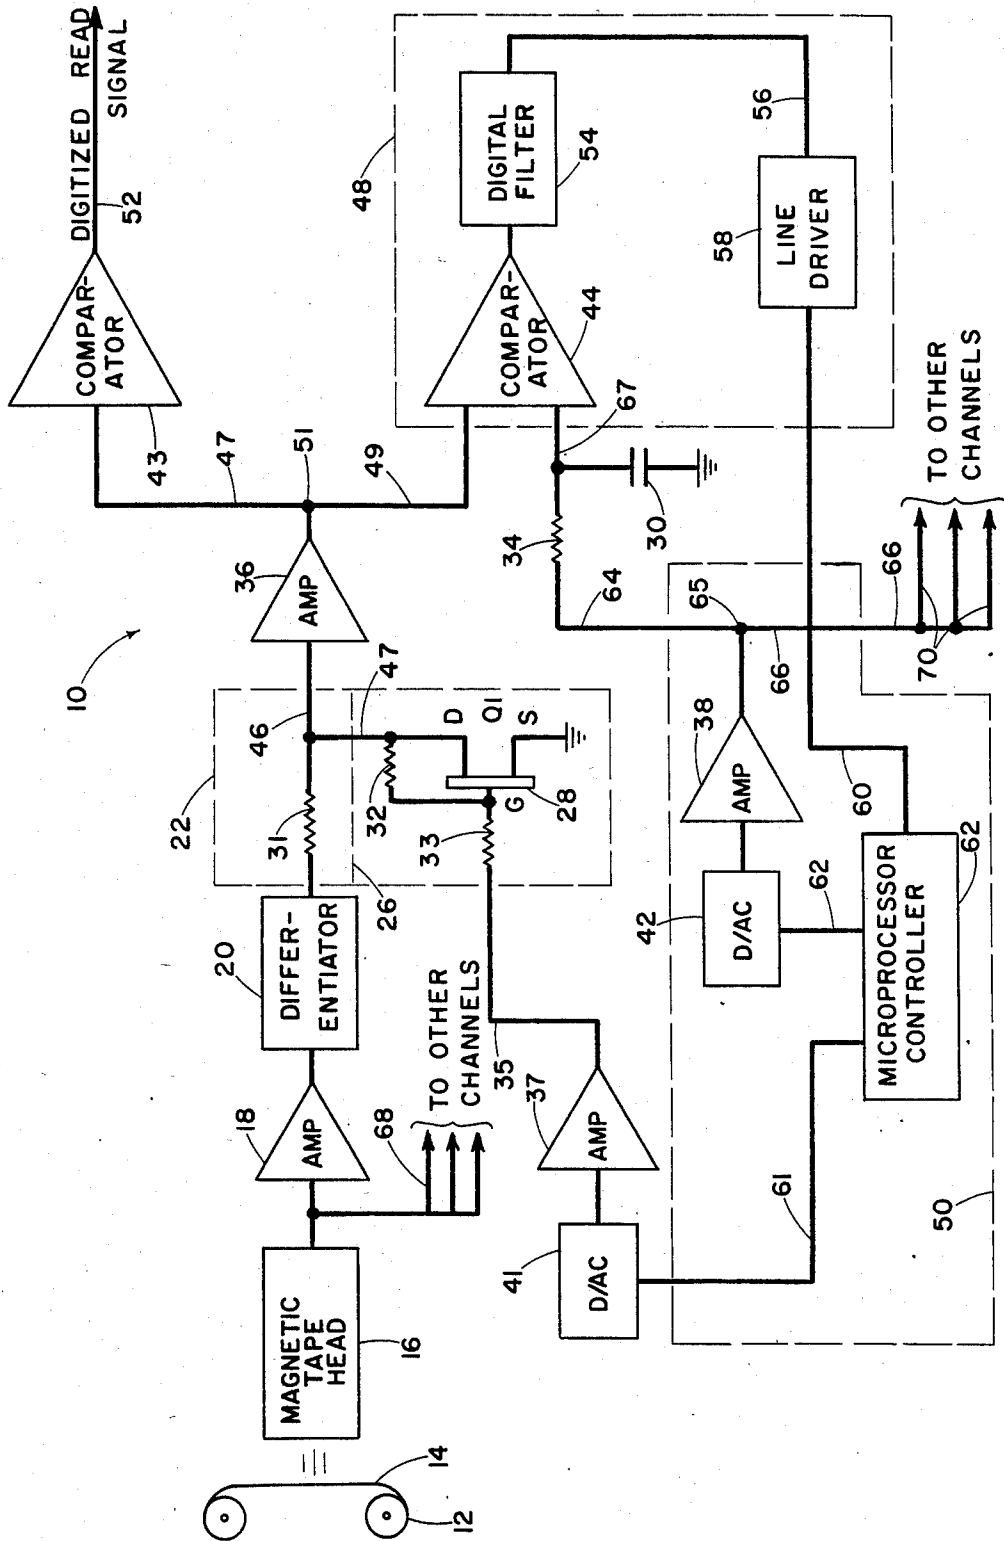 10
12
14
MAGNETIC
TAPE
HEAD
16
68
TO OTHER
CHANNELS
18
AMP
20
DIFFER-
ENTIATOR
22
31
46
26
32
47
33
D
Q1
G
S
28
36
AMP
51
47
49
43
COMPAR-
ATOR
DIGITIZED READ
SIGNAL
52
48
COMPAR-
ATOR
44
67
DIGITAL
FILTER
54
56
58
LINE
DRIVER
34
30
64
65
66
66
70
TO OTHER
CHANNELS
35
37
AMP
41
D/AC
61
50
42
D/AC
62
38
AMP
60
MICROPROCESSOR
CONTROLLER
62